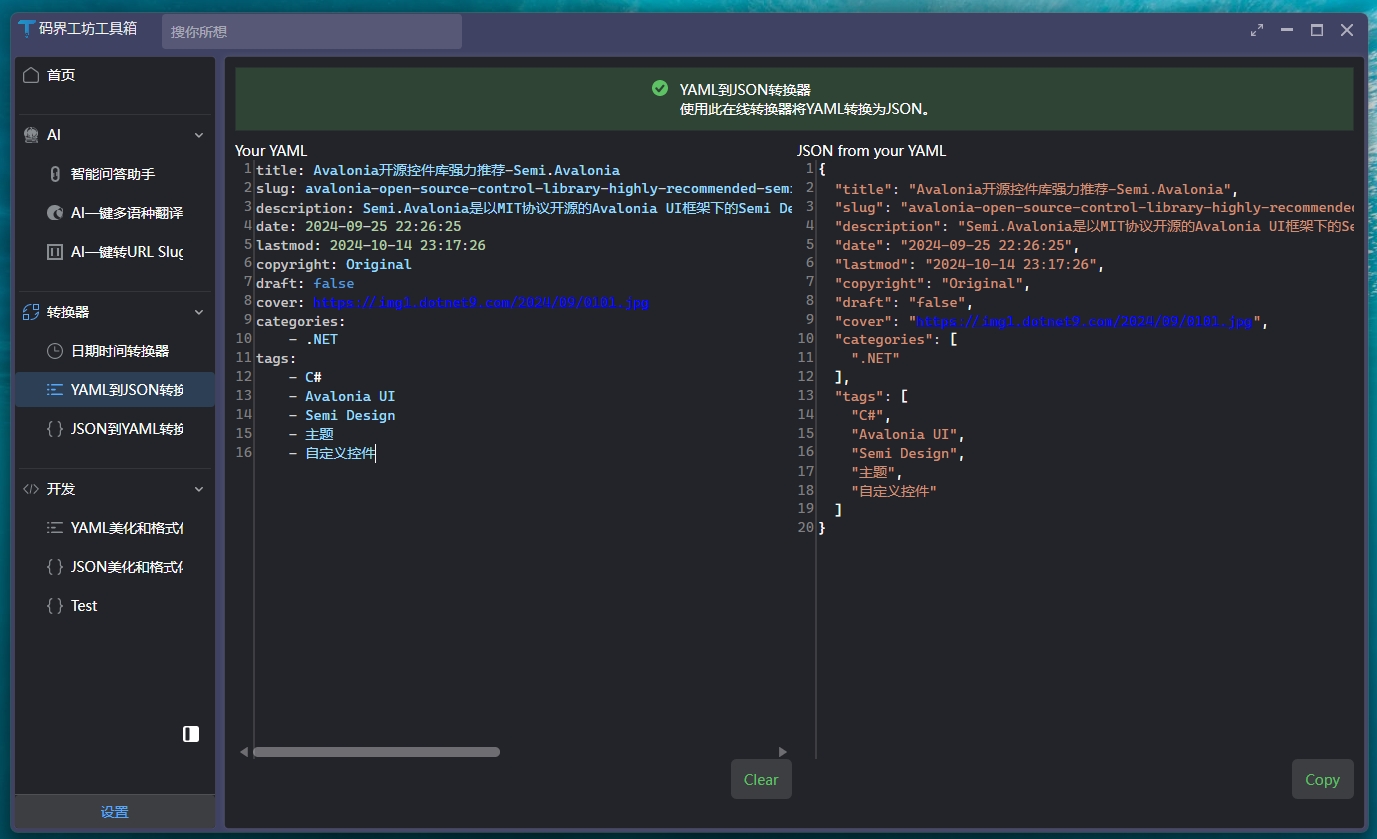 码界工坊工具箱
搜你所想
首页
AI
智能问答助手
AI一键多语种翻译
AI一键转URL Slug
转换器
日期时间转换器
YAML到JSON转换
JSON到YAML转换
开发
YAML美化和格式化
JSON美化和格式化
Test
设置
YAML到JSON转换器
使用此在线转换器将YAML转换为JSON。
Your YAML
1 title: Avalonia开源控件库强力推荐-Semi.Avalonia
2 slug: avalonia-open-source-control-library-highly-recommended-semi
3 description: Semi.Avalonia是以MIT协议开源的Avalonia UI框架下的Semi De
4 date: 2024-09-25 22:26:25
5 lastmod: 2024-10-14 23:17:26
6 copyright: Original
7 draft: false
8 cover: https://img1.dotnet9.com/2024/09/0101.jpg
9 categories:
10     - .NET
11 tags:
12     - C#
13     - Avalonia UI
14     - Semi Design
15     - 主题
16     - 自定义控件
Clear
JSON from your YAML
1 {
2   "title": "Avalonia开源控件库强力推荐-Semi.Avalonia",
3   "slug": "avalonia-open-source-control-library-highly-recommended
4   "description": "Semi.Avalonia是以MIT协议开源的Avalonia UI框架下的Se
5   "date": "2024-09-25 22:26:25",
6   "lastmod": "2024-10-14 23:17:26",
7   "copyright": "Original",
8   "draft": "false",
9   "cover": "https://img1.dotnet9.com/2024/09/0101.jpg",
10   "categories": [
11     ".NET"
12   ],
13   "tags": [
14     "C#",
15     "Avalonia UI",
16     "Semi Design",
17     "主题",
18     "自定义控件"
19   ]
20 }
Copy